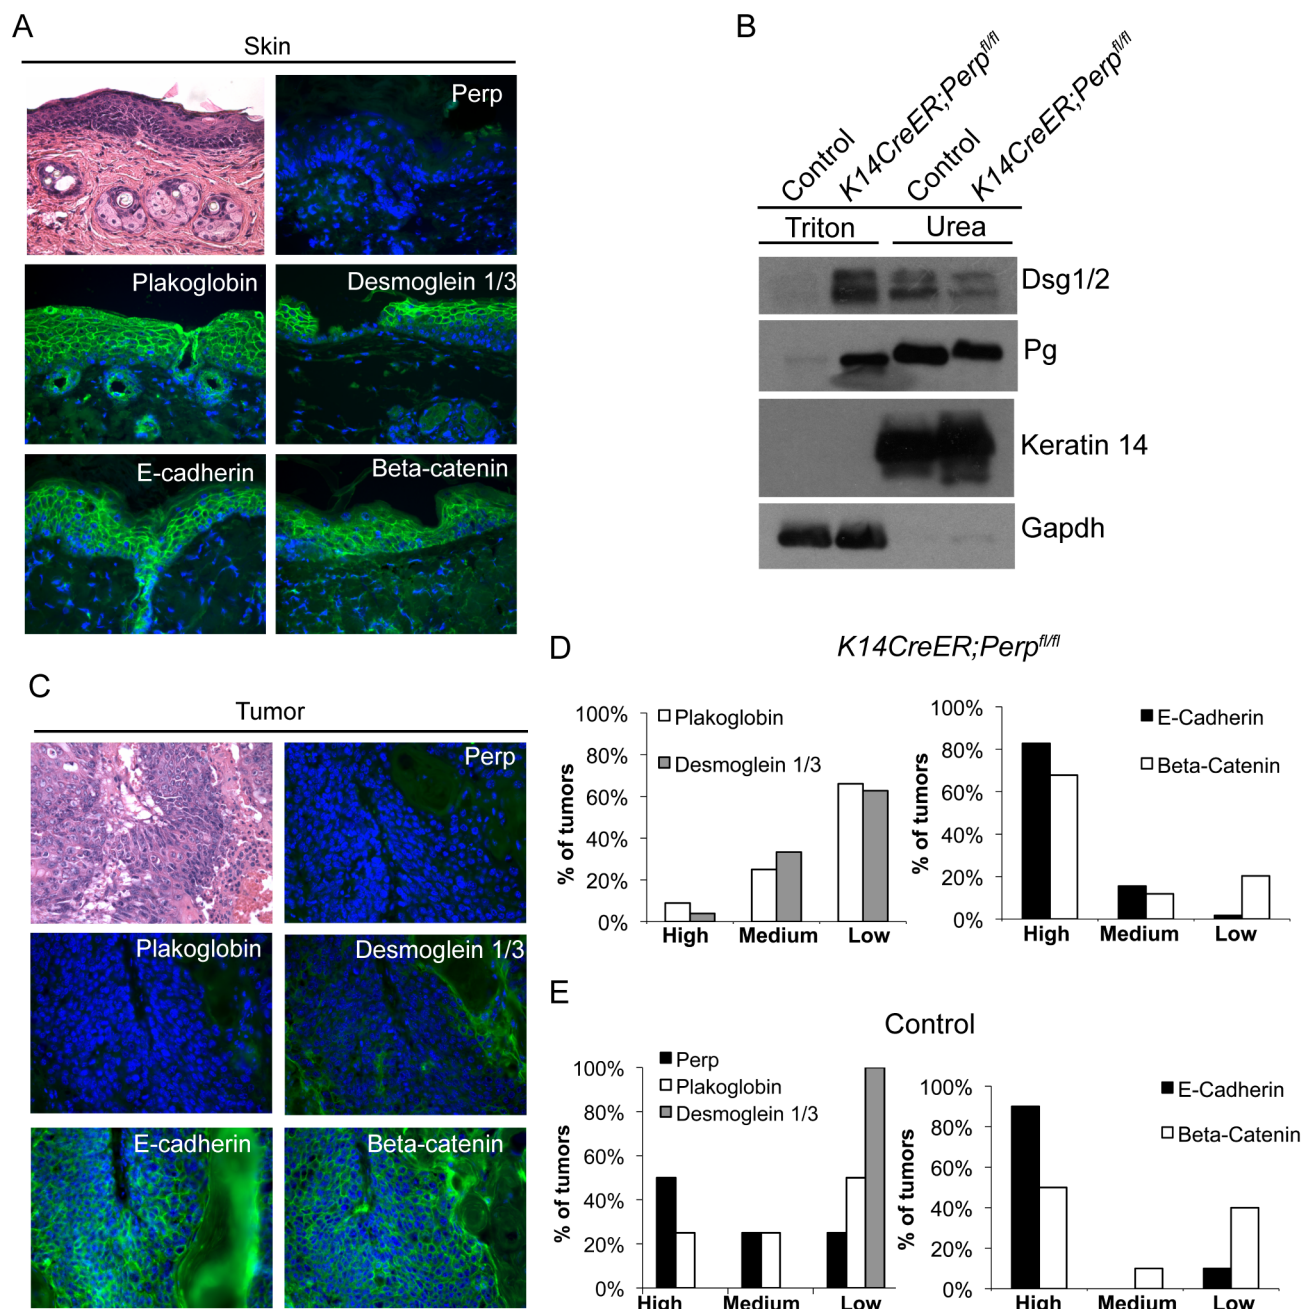 A
Skin
Perp
Plakoglobin
Desmoglein 1/3
E-cadherin
Beta-catenin
B
Control
K14CreER;Perpfl/fl
Control
K14CreER;Perpfl/fl
Triton
Urea
Dsg1/2
Pg
Keratin 14
Gapdh
C
Tumor
Perp
Plakoglobin
Desmoglein 1/3
E-cadherin
Beta-catenin
D
K14CreER;Perpfl/fl
% of tumors
100%
80%
60%
40%
20%
0%
Plakoglobin
Desmoglein 1/3
High Medium Low
% of tumors
100%
80%
60%
40%
20%
0%
E-Cadherin
Beta-Catenin
High Medium Low
E
Control
% of tumors
100%
80%
60%
40%
20%
0%
Perp
Plakoglobin
Desmoglein 1/3
High Medium Low
% of tumors
100%
80%
60%
40%
20%
0%
E-Cadherin
Beta-Catenin
High Medium Low